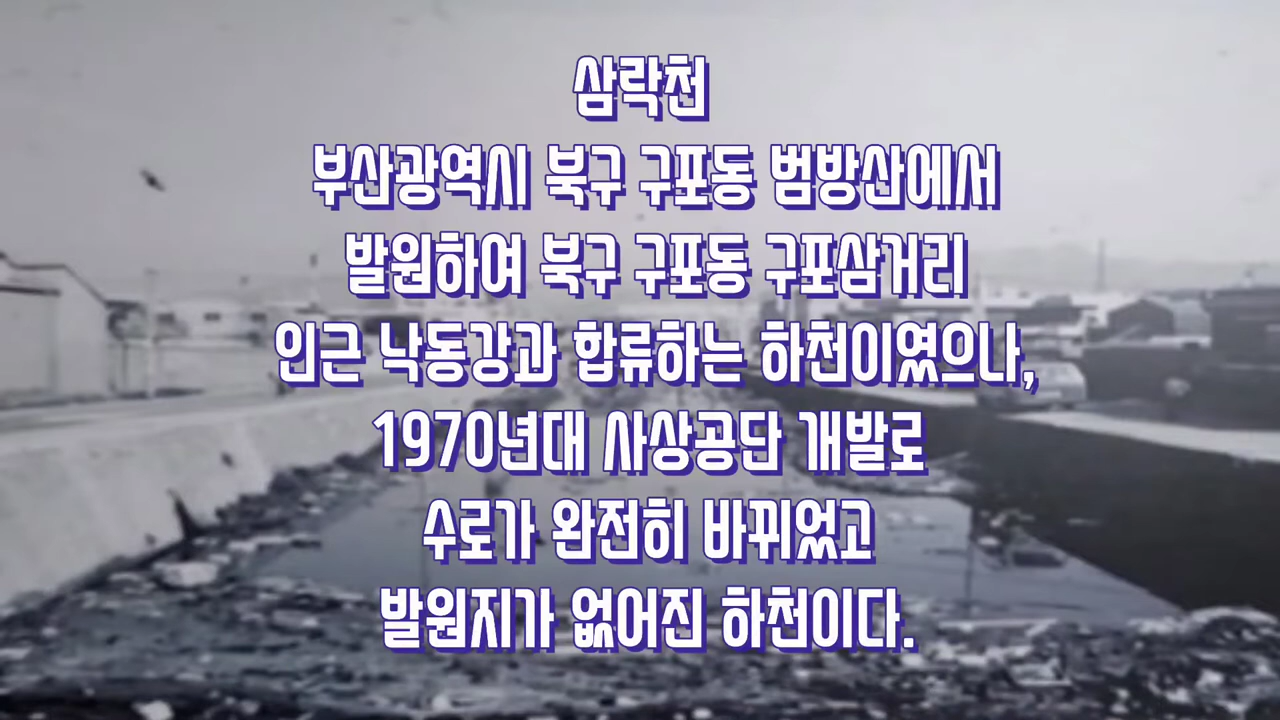 삼락천
부산광역시 북구 구포동 범방산에서
발원하여 북구 구포동 구포삼거리
인근 낙동강과 합류하는 하천이였으나,
1970년대 사상공단 개발로
수로가 완전히 바뀌었고
발원지가 없어진 하천이다.